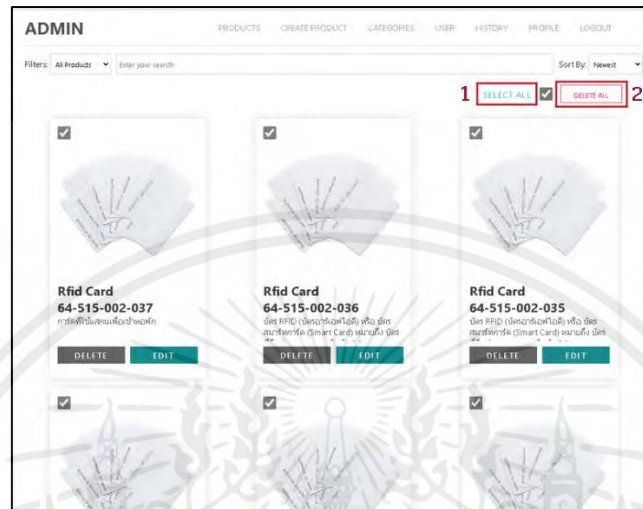 ADMIN PRODUCTS CREATE PRODUCT CATEGORIES USER HISTORY PROFILE LOGOUT
Filters: All Products Enter your search! Sort By: Newest
1 SELECT ALL DELETE ALL 2
Rfid Card
64-515-002-037
การ์ดที่ใช้แสกนเพื่อเข้าหอพัก
DELETE EDIT
Rfid Card
64-515-002-036
บัตร RFID (บัตรอาร์เอฟไอดี) หรือ บัตร
สมาร์ทการ์ด (Smart Card) หมายถึง บัตร
DELETE EDIT
Rfid Card
64-515-002-035
บัตร RFID (บัตรอาร์เอฟไอดี) หรือ บัตร
สมาร์ทการ์ด (Smart Card) หมายถึง บัตร
DELETE EDIT